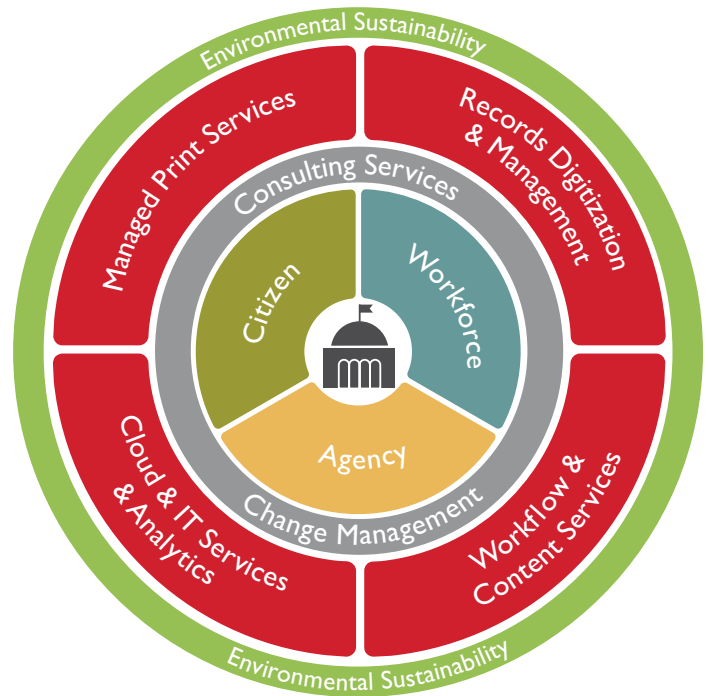 Environmental Sustainability
Managed Print Services
Records Digitization
& Management
Consulting Services
Citizen
Workforce
Agency
Change Management
Cloud & IT Services
& Analytics
Workflow &
Content Services
Environmental Sustainability